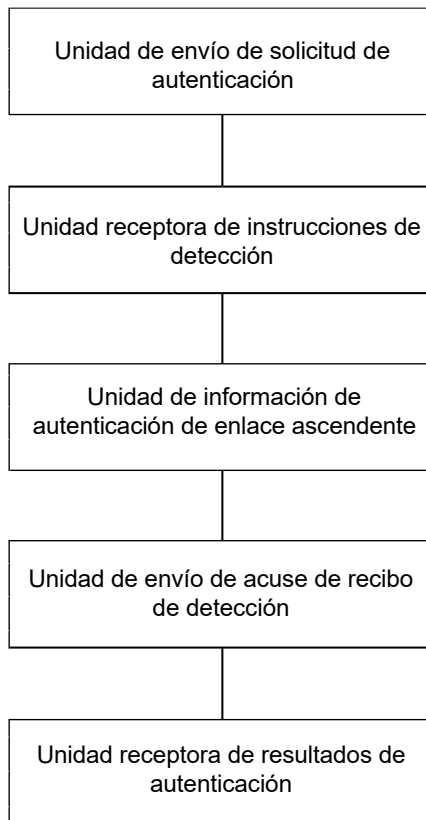 Unidad de envío de solicitud de
autenticación
Unidad receptora de instrucciones de
detección
Unidad de información de
autenticación de enlace ascendente
Unidad de envío de acuse de recibo
de detección
Unidad receptora de resultados de
autenticación